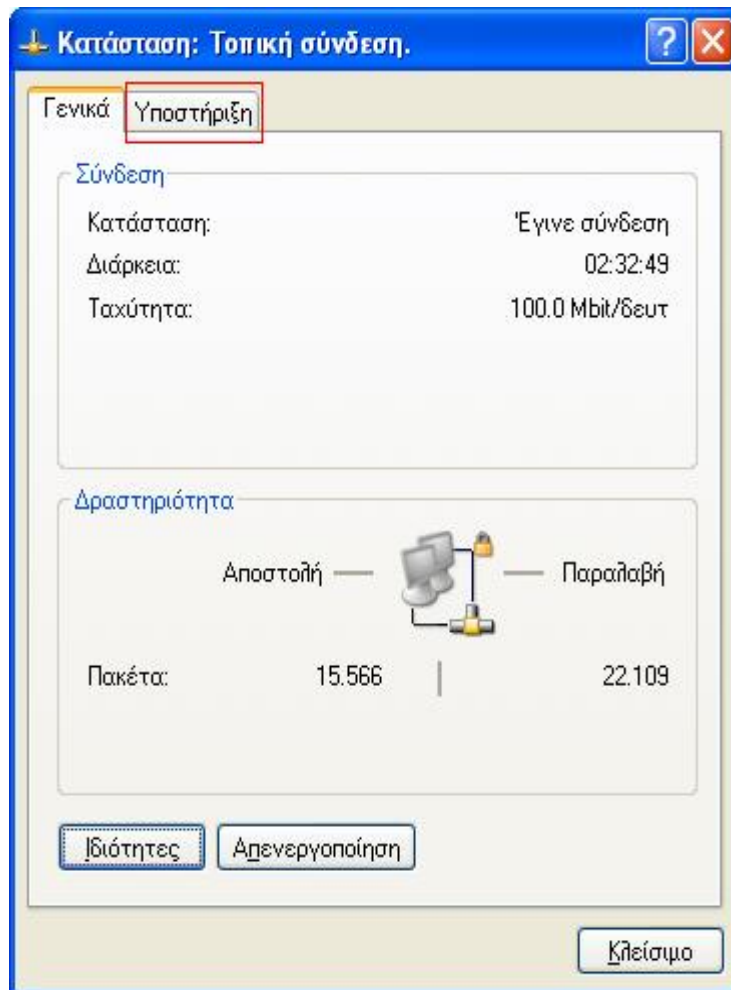 Κατάσταση: Τοπική σύνδεση.
Γενικά Υποστήριξη
Σύνδεση
Κατάσταση: Έγινε σύνδεση
Διάρκεια: 02:32:49
Ταχύτητα: 100.0 Mbit/δευτ
Δραστηριότητα
Αποστολή Παραλαβή
Πακέτα: 15.566 22.109
Ιδιότητες Απενεργοποίηση
Κλείσιμο